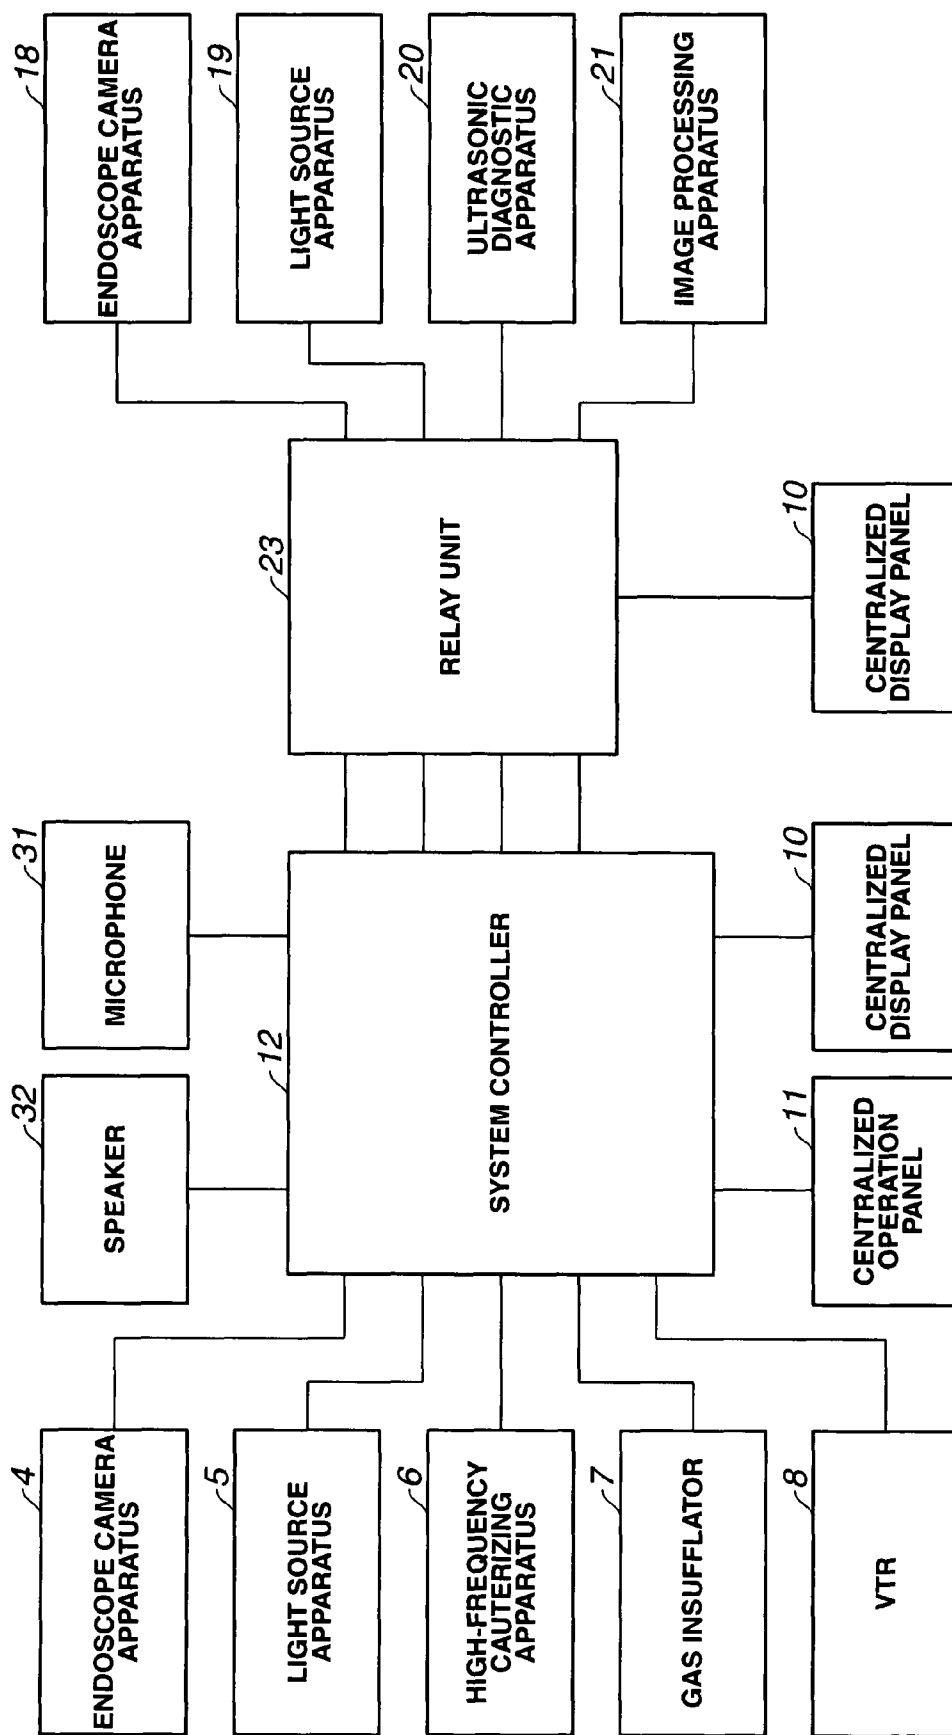 4
ENDOSCOPE CAMERA
APPARATUS
5
LIGHT SOURCE
APPARATUS
6
HIGH-FREQUENCY
CAUTERIZING
APPARATUS
7
GAS INSUFFLATOR
8
VTR
32
SPEAKER
31
MICROPHONE
12
SYSTEM CONTROLLER
11
CENTRALIZED
OPERATION
PANEL
10
CENTRALIZED
DISPLAY PANEL
23
RELAY UNIT
10
CENTRALIZED
DISPLAY PANEL
18
ENDOSCOPE CAMERA
APPARATUS
19
LIGHT SOURCE
APPARATUS
20
ULTRASONIC
DIAGNOSTIC
APPARATUS
21
IMAGE PROCESSING
APPARATUS